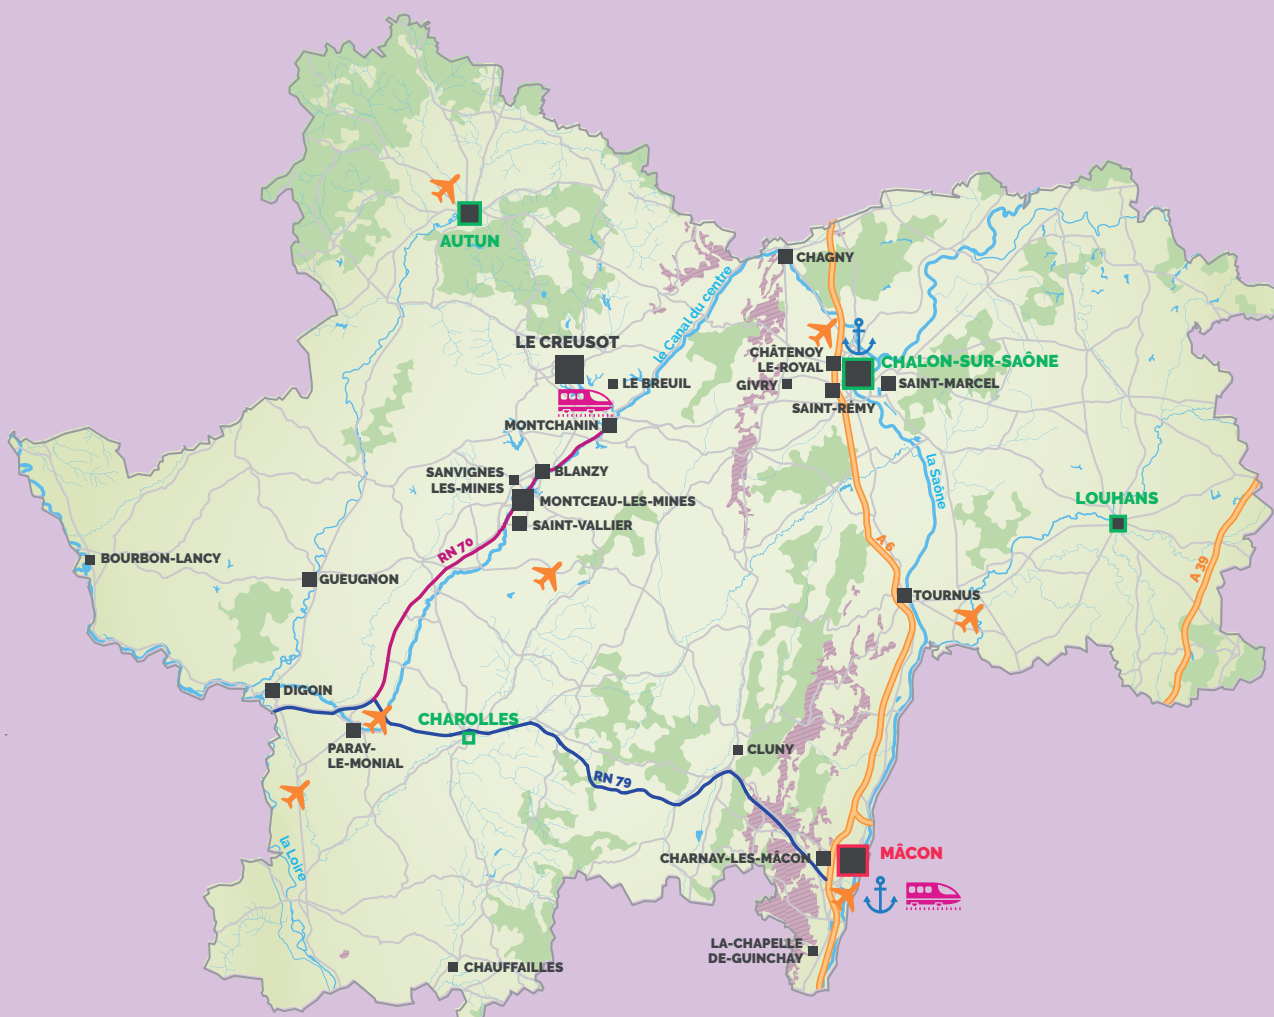 AUTUN
CHAGNY
le Canal du centre
LE CREUSOT
LE BREUIL
CHÂTENOY
LE-ROYAL
CHALON-SUR-SAÔNE
GIVRY
SAINT-MARCEL
SAINT-RÉMY
MONTCHANIN
SANVIGNES
LES-MINES
BLANZY
MONTCEAU-LES-MINES
SAINT-VALLIER
la Saône
LOUHANS
RN 70
A 6
A 39
BOURBON-LANCY
GUEUGNON
TOURNUS
DIGOIN
CHAROLLES
PARAY-
LE-MONIAL
CLUNY
RN 79
la Loire
CHARNAY-LES-MÂCON
MÂCON
LA-CHAPELLE
DE-GUINCHAY
CHAUFFAILLES